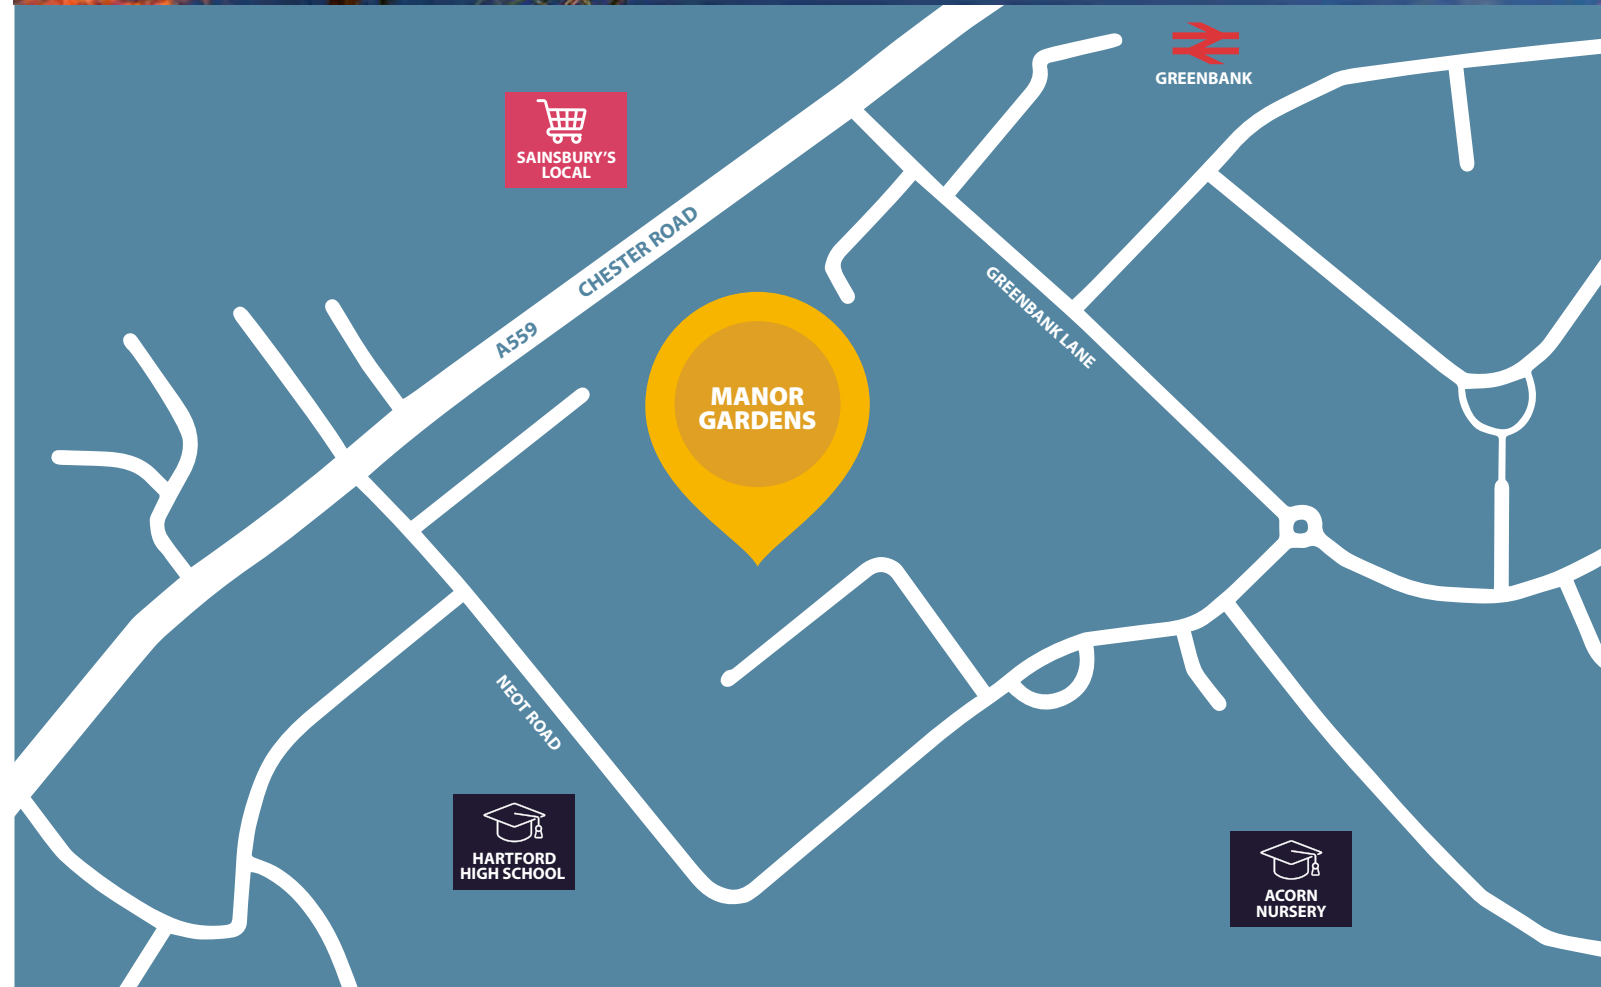 GREENBANK
SAINSBURY'S
LOCAL
CHESTER ROAD
A559
GREENBANK LANE
MANOR
GARDENS
NEOT ROAD
HARTFORD
HIGH SCHOOL
ACORN
NURSERY